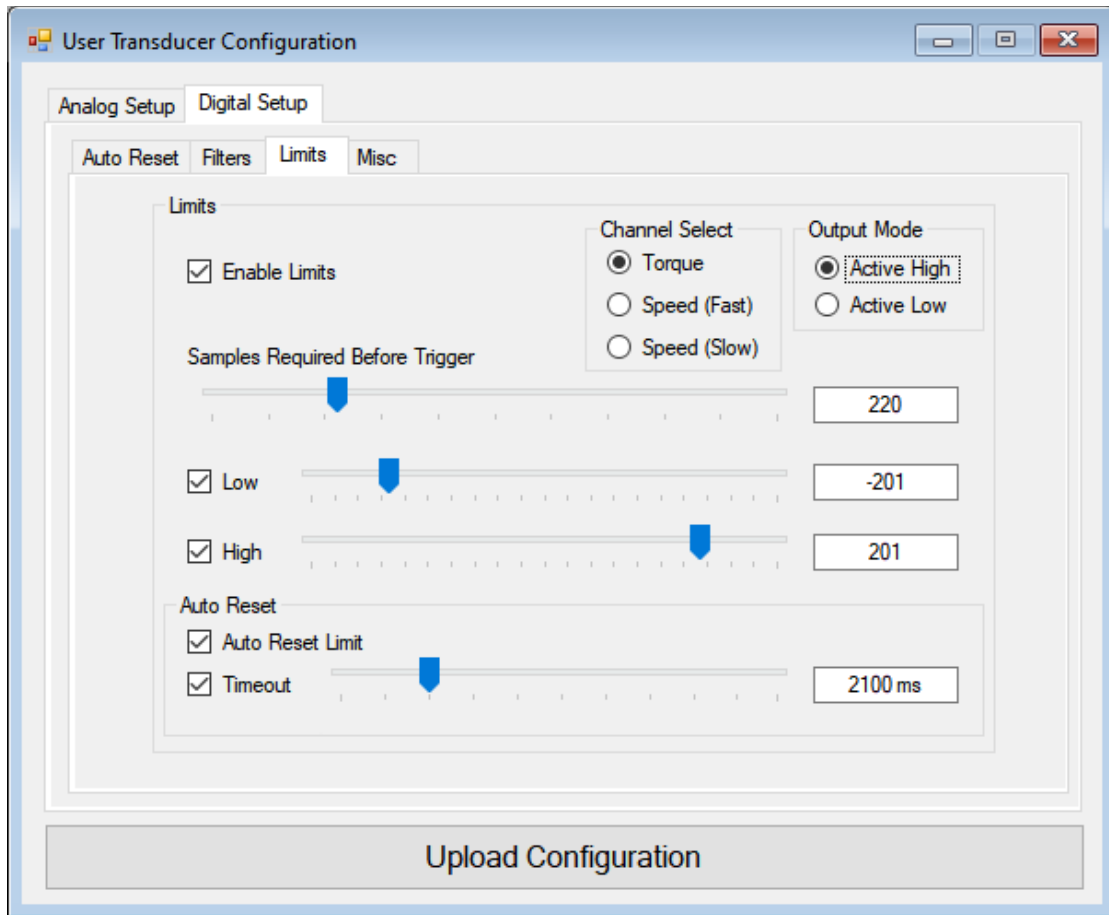 User Transducer Configuration
Analog Setup Digital Setup
Auto Reset Filters Limits Misc
Limits
Channel Select Output Mode
Enable Limits Torque Active High
Speed (Fast) Active Low
Speed (Slow)
Samples Required Before Trigger
220
Low -201
High 201
Auto Reset
Auto Reset Limit
Timeout 2100 ms
Upload Configuration